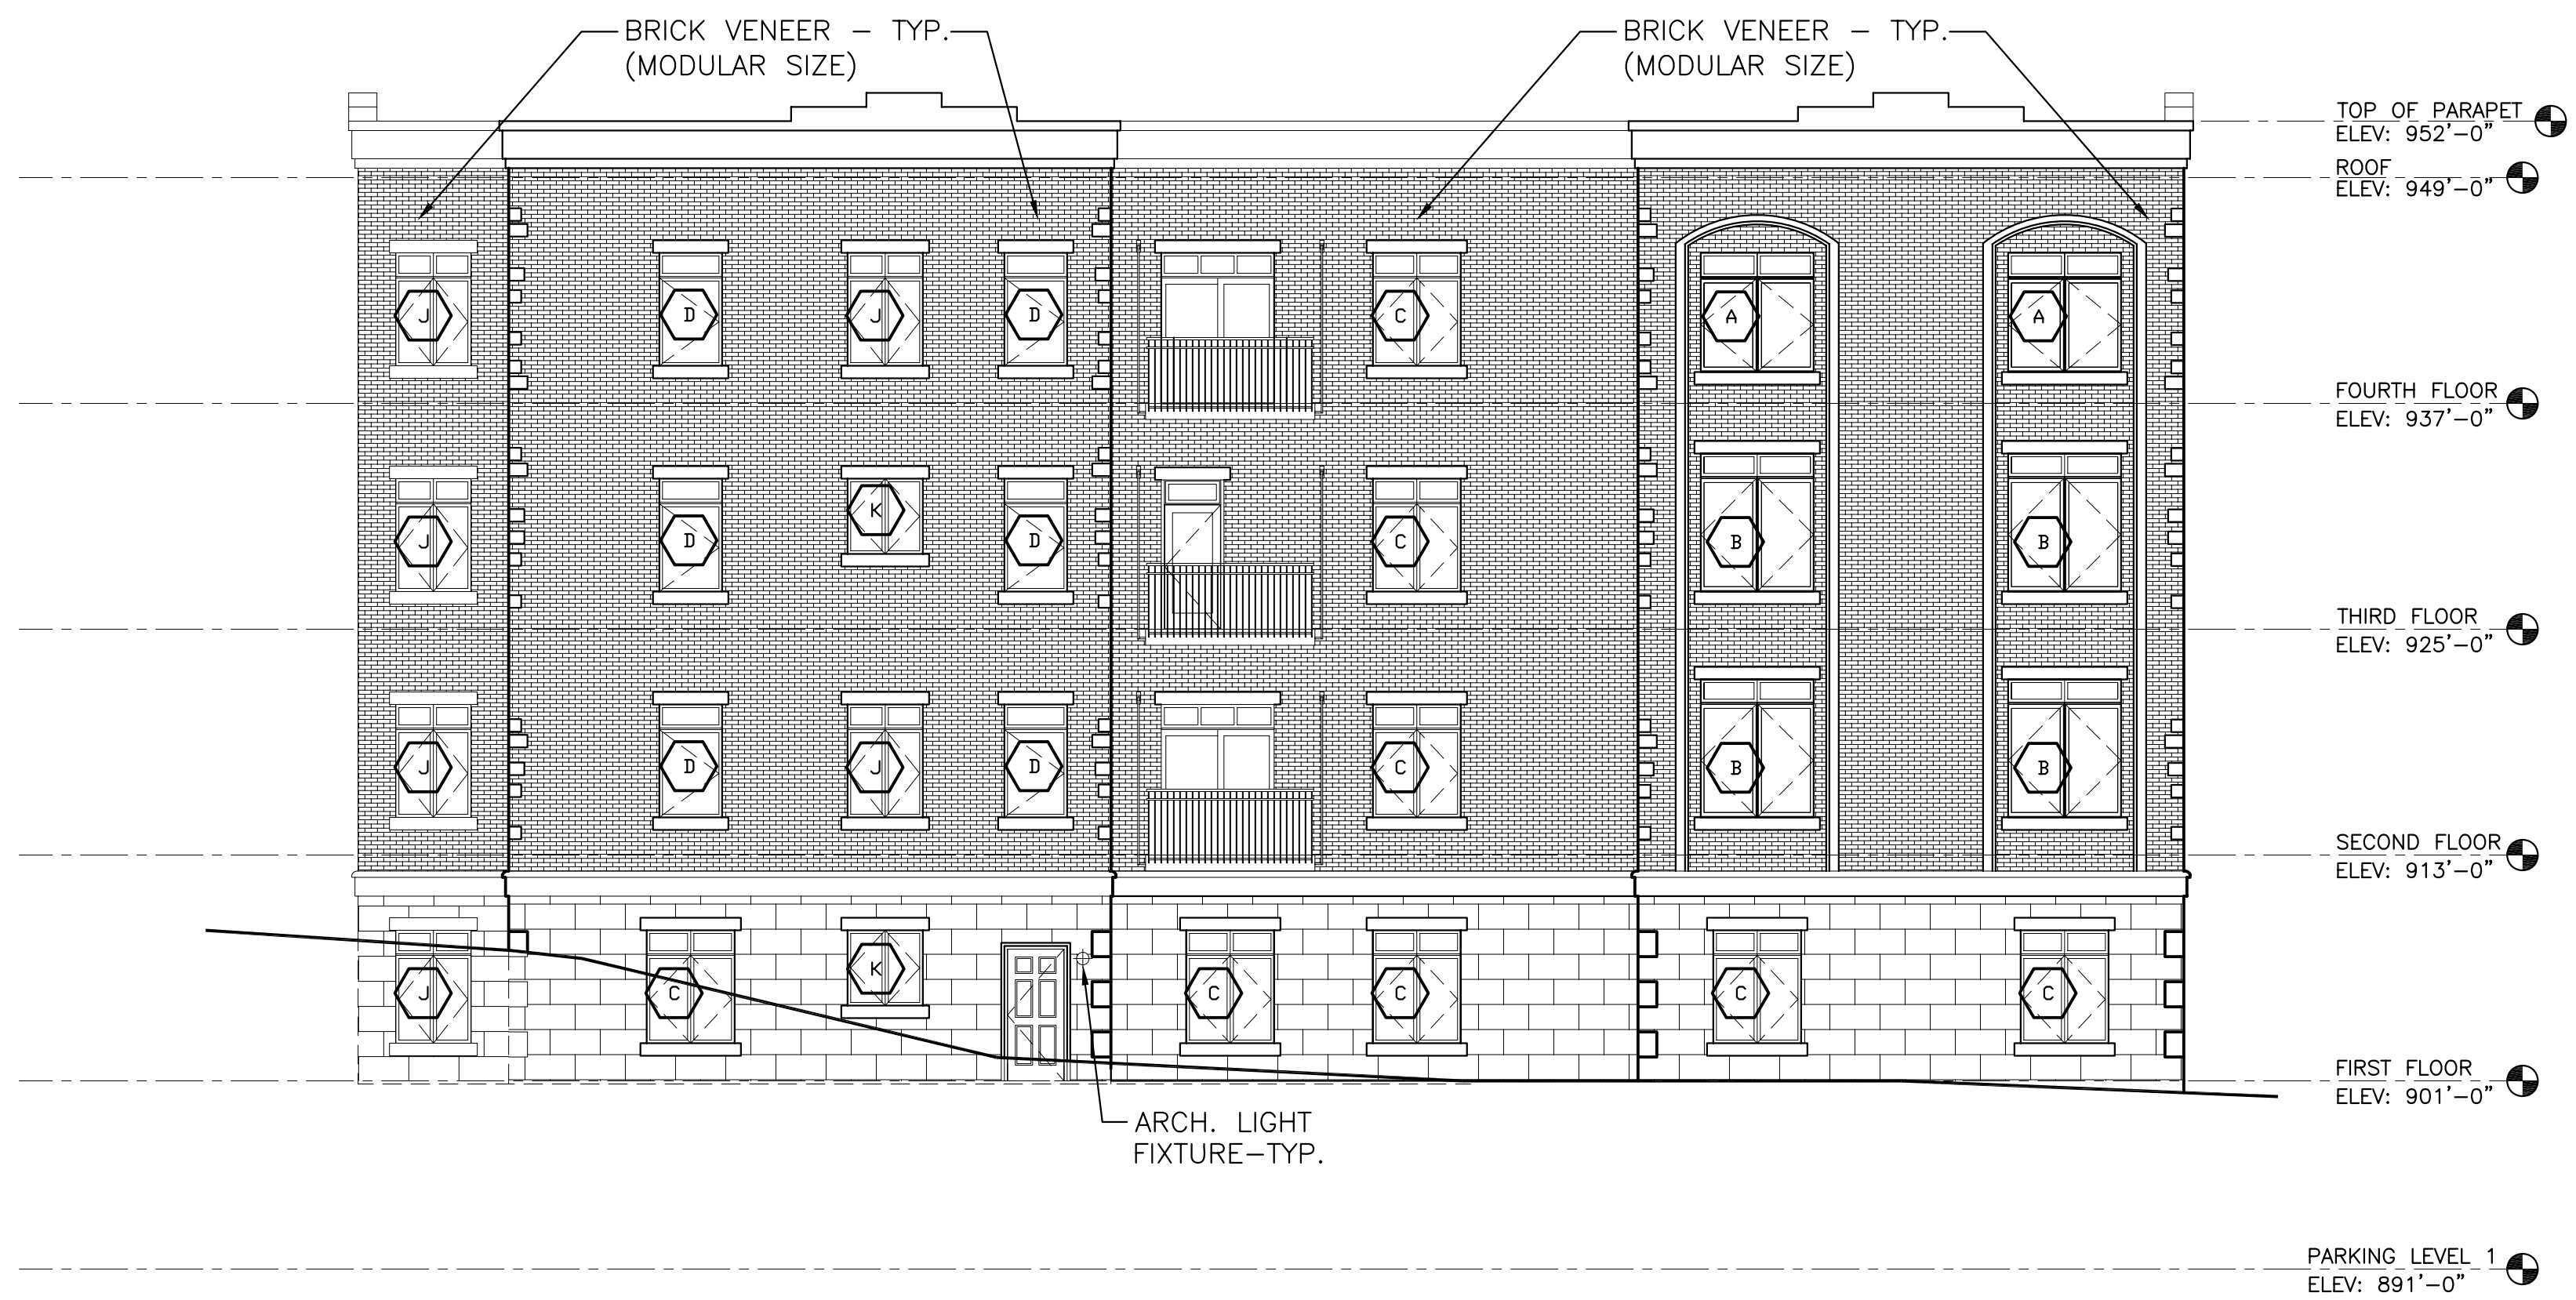 BRICK VENEER – TYP.
(MODULAR SIZE)
BRICK VENEER – TYP.
(MODULAR SIZE)
TOP OF PARAPET
ELEV: 952'–0"
ROOF
ELEV: 949'–0"
J D J D C A A
FOURTH FLOOR
ELEV: 937'–0"
J D K D C B B
THIRD FLOOR
ELEV: 925'–0"
J D J D C B B
SECOND FLOOR
ELEV: 913'–0"
J C K C C C C
FIRST FLOOR
ELEV: 901'–0"
ARCH. LIGHT
FIXTURE–TYP.
PARKING LEVEL 1
ELEV: 891'–0"